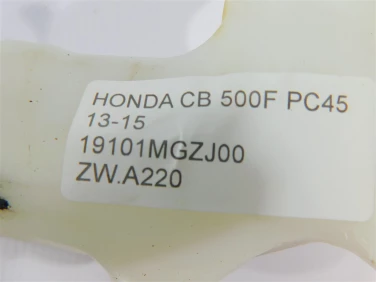 HONDA CB 500F PC45
13-15
19101MGZJ00
ZW.A220